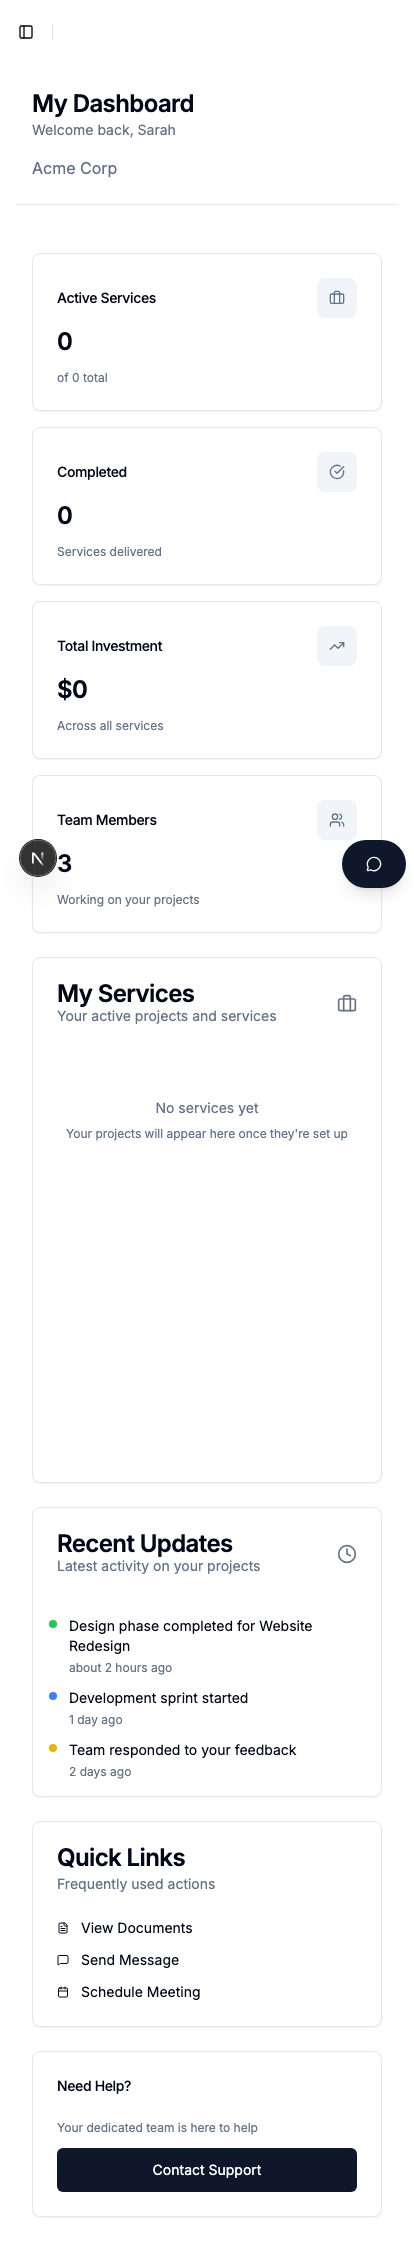 My Dashboard
Welcome back, Sarah
Acme Corp
Active Services
0
of 0 total
Completed
0
Services delivered
Total Investment
$0
Across all services
Team Members
N
3
Working on your projects
My Services
Your active projects and services
No services yet
Your projects will appear here once they're set up
Recent Updates
Latest activity on your projects
Design phase completed for Website
Redesign
about 2 hours ago
Development sprint started
1 day ago
Team responded to your feedback
2 days ago
Quick Links
Frequently used actions
View Documents
Send Message
Schedule Meeting
Need Help?
Your dedicated team is here to help
Contact Support